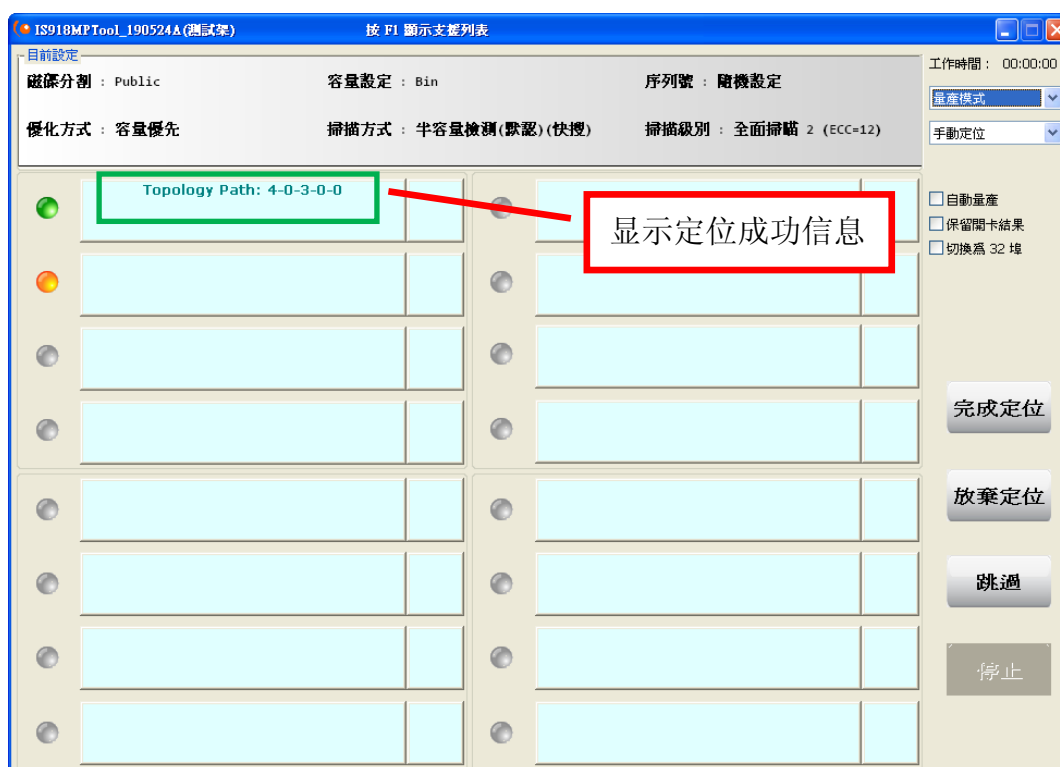 IS918MPTool_190524A(測試架) 按 F1 顯示支援列表
目前設定
磁碟分割 : Public 容量設定 : Bin 序列號 : 隨機設定
優化方式 : 容量優先 掃描方式 : 半容量檢測(默認)(快搜) 掃描級別 : 全面掃瞄 2 (ECC=12)
工作時間 : 00:00:00
量産模式
手動定位
自動量産
保留開卡結果
切換爲 32 埠
Topology Path: 4-0-3-0-0
显示定位成功信息
完成定位
放棄定位
跳過
停止